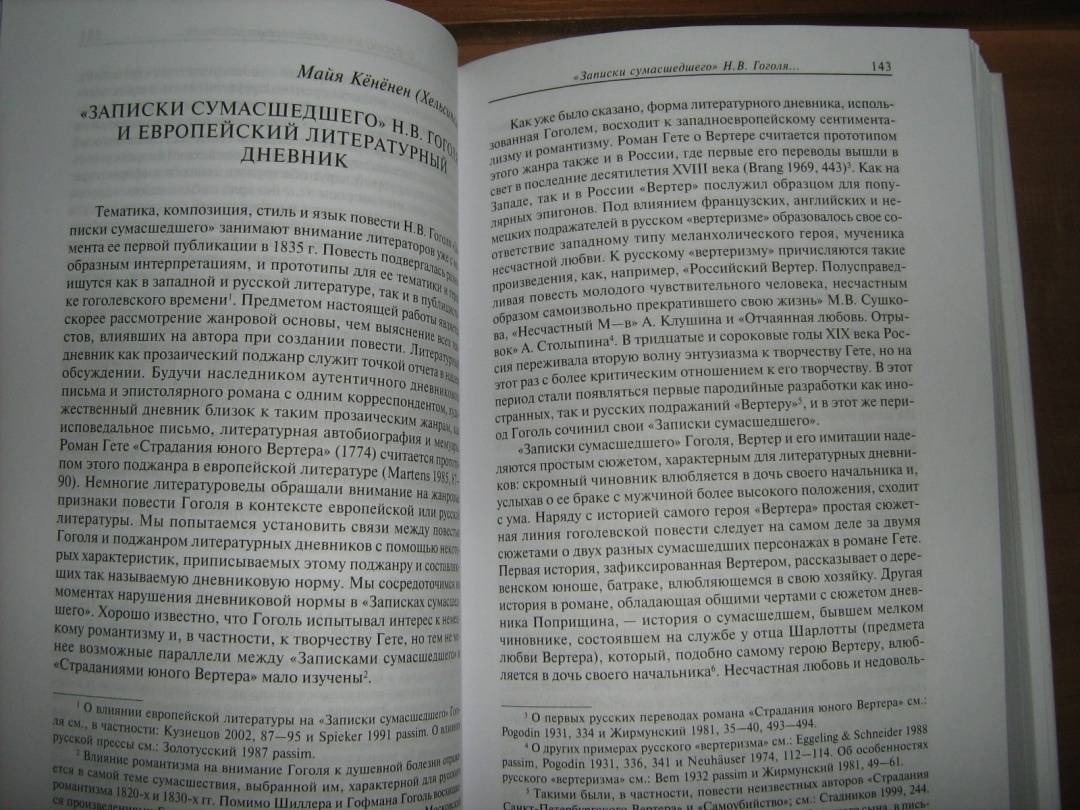 Майя Кёнёнен
«ЗАПИСКИ СУМАСШЕДШЕГО» Н.В.
И ЕВРОПЕЙСКИЙ ЛИТЕРАТУРНЫЙ
ДНЕВНИК
Тематика, композиция, стиль и язык повести Н.В. Гоголя
писки сумасшедшего» занимают внимание литераторов уже с
мента ее первой публикации в 1835 г. Повесть подвергалась
образным интерпретациям, и прототипы для ее тематики и
ищутся как в западной и русской литературе, так и в
ке гоголевского времени¹. Предметом настоящей работы
скорее рассмотрение жанровой основы, чем выяснение всех
стов, влиявших на автора при создании повести. Литературный
дневник как прозаический поджанр служит точкой отчета в
обсуждении. Будучи наследником аутентичного дневникового
письма и эпистолярного романа с одним корреспондентом,
жественный дневник близок к таким прозаическим жанрам, как
исповедальное письмо, литературная автобиография и
Роман Гете «Страдания юного Вертера» (1774) считается
пом этого поджанра в европейской литературе (Martens 1985, 87–
90). Немногие литературоведы обращали внимание на жанровые
признаки повести Гоголя в контексте европейской или русской
литературы. Мы попытаемся установить связи между повестью
Гоголя и поджанром литературных дневников с помощью
рых характеристик, приписываемых этому поджанру и
щих так называемую дневниковую норму. Мы сосредоточимся на
моментах нарушения дневниковой нормы в «Записках
шего». Хорошо известно, что Гоголь испытывал интерес к
кому романтизму и, в частности, к творчеству Гете, но тем не
нее возможные параллели между «Записками сумасшедшего» и
«Страданиями юного Вертера» мало изучены².
¹ О влиянии европейской литературы на «Записки сумасшедшего»
ля см., в частности: Кузнецов 2002, 87—95 и Spieker 1991 passim. О влиянии
русской прессы см.: Золотусский 1987 passim.
² Влияние романтизма на внимание Гоголя к душевной болезни
ется в самой теме сумасшествия, выбранной им, характерной для русского
романтизма 1820-х и 1830-х гг. Помимо Шиллера и Гофмана Гоголь
«Записки сумасшедшего» Н.В. Гоголя... 143
Как уже было сказано, форма литературного дневника, исполь-
зованная Гоголем, восходит к западноевропейскому сентимента-
лизму и романтизму. Роман Гете о Вертере считается прототипом
этого жанра также и в России, где первые его переводы вышли в
свет в последние десятилетия XVIII века (Brang 1969, 443)³. Как на
Западе, так и в России «Вертер» послужил образцом для попу-
лярных эпигонов. Под влиянием французских, английских и не-
мецких подражателей в русском «вертеризме» образовалось свое со-
ответствие западному типу меланхолического героя, мученика
несчастной любви. К русскому «вертеризму» причисляются такие
произведения, как, например, «Российский Вертер. Полусправед-
ливая повесть молодого чувствительного человека, несчастным
образом самоизвольно прекратившего свою жизнь» М.В. Сушко-
ва, «Несчастный М—в» А. Клушина и «Отчаянная любовь. Отры-
вок» А. Столыпина⁴. В тридцатые и сороковые годы XIX века Рос-
сия переживала вторую волну энтузиазма к творчеству Гете, но на
этот раз с более критическим отношением к его творчеству. В этот
период стали появляться первые пародийные разработки как ино-
странных, так и русских подражаний «Вертеру»⁵, и в этот же пери-
од Гоголь сочинил свои «Записки сумасшедшего».
«Записки сумасшедшего» Гоголя, Вертер и его имитации наде-
ляются простым сюжетом, характерным для литературных дневни-
ков: скромный чиновник влюбляется в дочь своего начальника и,
услыхав о ее браке с мужчиной более высокого положения, сходит
с ума. Наряду с историей самого героя «Вертера» простая сюжет-
ная линия гоголевской повести следует на самом деле за двумя
сюжетами о двух разных сумасшедших персонажах в романе Гете.
Первая история, зафиксированная Вертером, рассказывает о дере-
венском юноше, батраке, влюбляющемся в свою хозяйку. Другая
история в романе, обладающая общими чертами с сюжетом днев-
ника Поприщина, — история о сумасшедшем, бывшем мелком
чиновнике, состоявшем на службе у отца Шарлотты (предмета
любви Вертера), который, подобно самому герою Вертеру, влюб-
ляется в дочь своего начальника⁶. Несчастная любовь и недоволь-
³ О первых русских переводах романа «Страдания юного Вертера» см.:
Pogodin 1931, 334 и Жирмунский 1981, 35—40, 493—494.
⁴ О других примерах русского «вертеризма» см.: Eggeling & Schneider 1988
passim, Pogodin 1931, 336, 341 и Neuhäuser 1974, 112—114. Об особенностях
русского «вертеризма» см.: Bem 1932 passim и Жирмунский 1981, 49—61.
⁵ Такими были, в частности, повести неизвестных авторов «Страдания
Санкт-Петербургского Вертера» и «Самоубийство»; см.: Стадников 1999, 244.